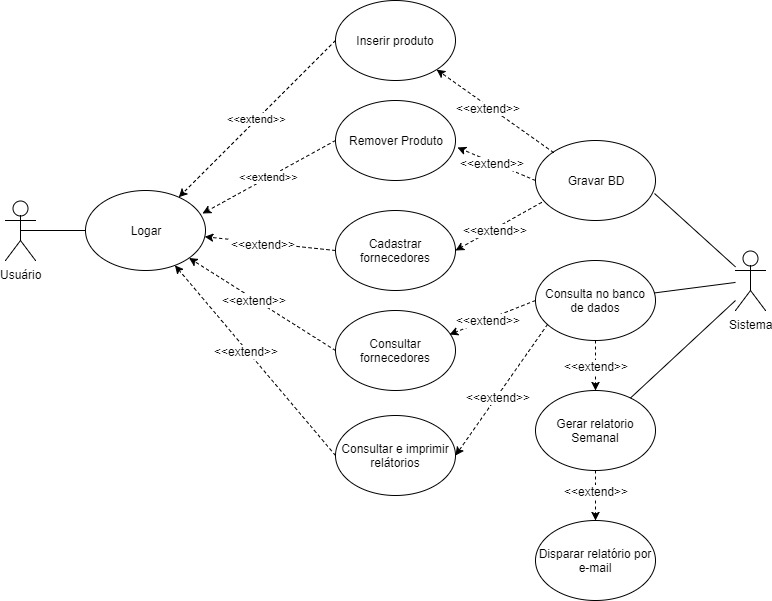 Inserir produto
<<extend>>
<<extend>>
Remover Produto
<<extend>>
<<extend>>
Gravar BD
Logar
Usuário
<<extend>>
<<extend>>
Cadastrar
fornecedores
<<extend>>
Consulta no banco
de dados
Sistema
<<extend>>
Consultar
fornecedores
<<extend>>
<<extend>>
<<extend>>
Gerar relatorio
Semanal
Consultar e imprimir
relátorios
<<extend>>
Disparar relatório por
e-mail